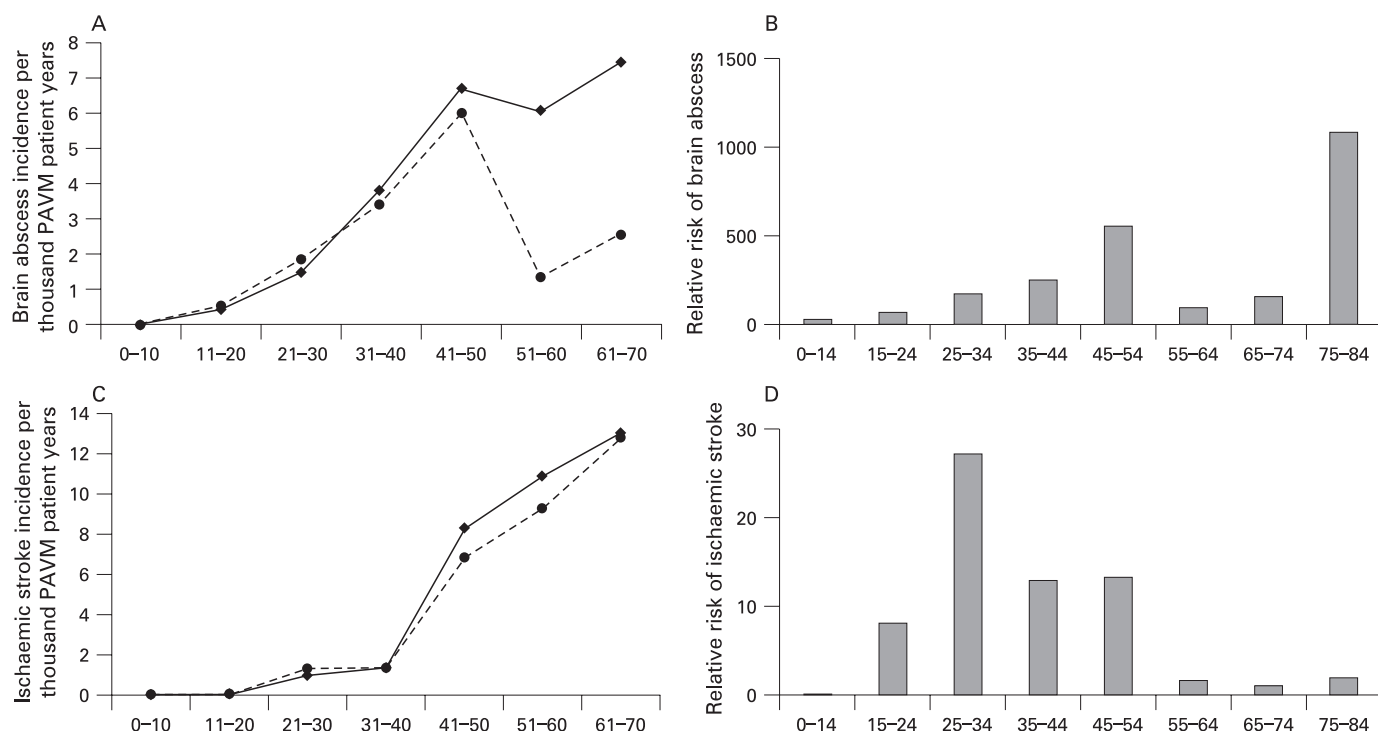 A
Brain abscess incidence per
thousand PAVM patient years
8
7
6
5
4
3
2
1
0
0–10 11–20 21–30 31–40 41–50 51–60 61–70
B
Relative risk of brain abscess
1500
1000
500
0
0–14 15–24 25–34 35–44 45–54 55–64 65–74 75–84
C
Ischaemic stroke incidence per
thousand PAVM patient years
14
12
10
8
6
4
2
0
0–10 11–20 21–30 31–40 41–50 51–60 61–70
D
Relative risk of ischaemic stroke
30
20
10
0
0–14 15–24 25–34 35–44 45–54 55–64 65–74 75–84